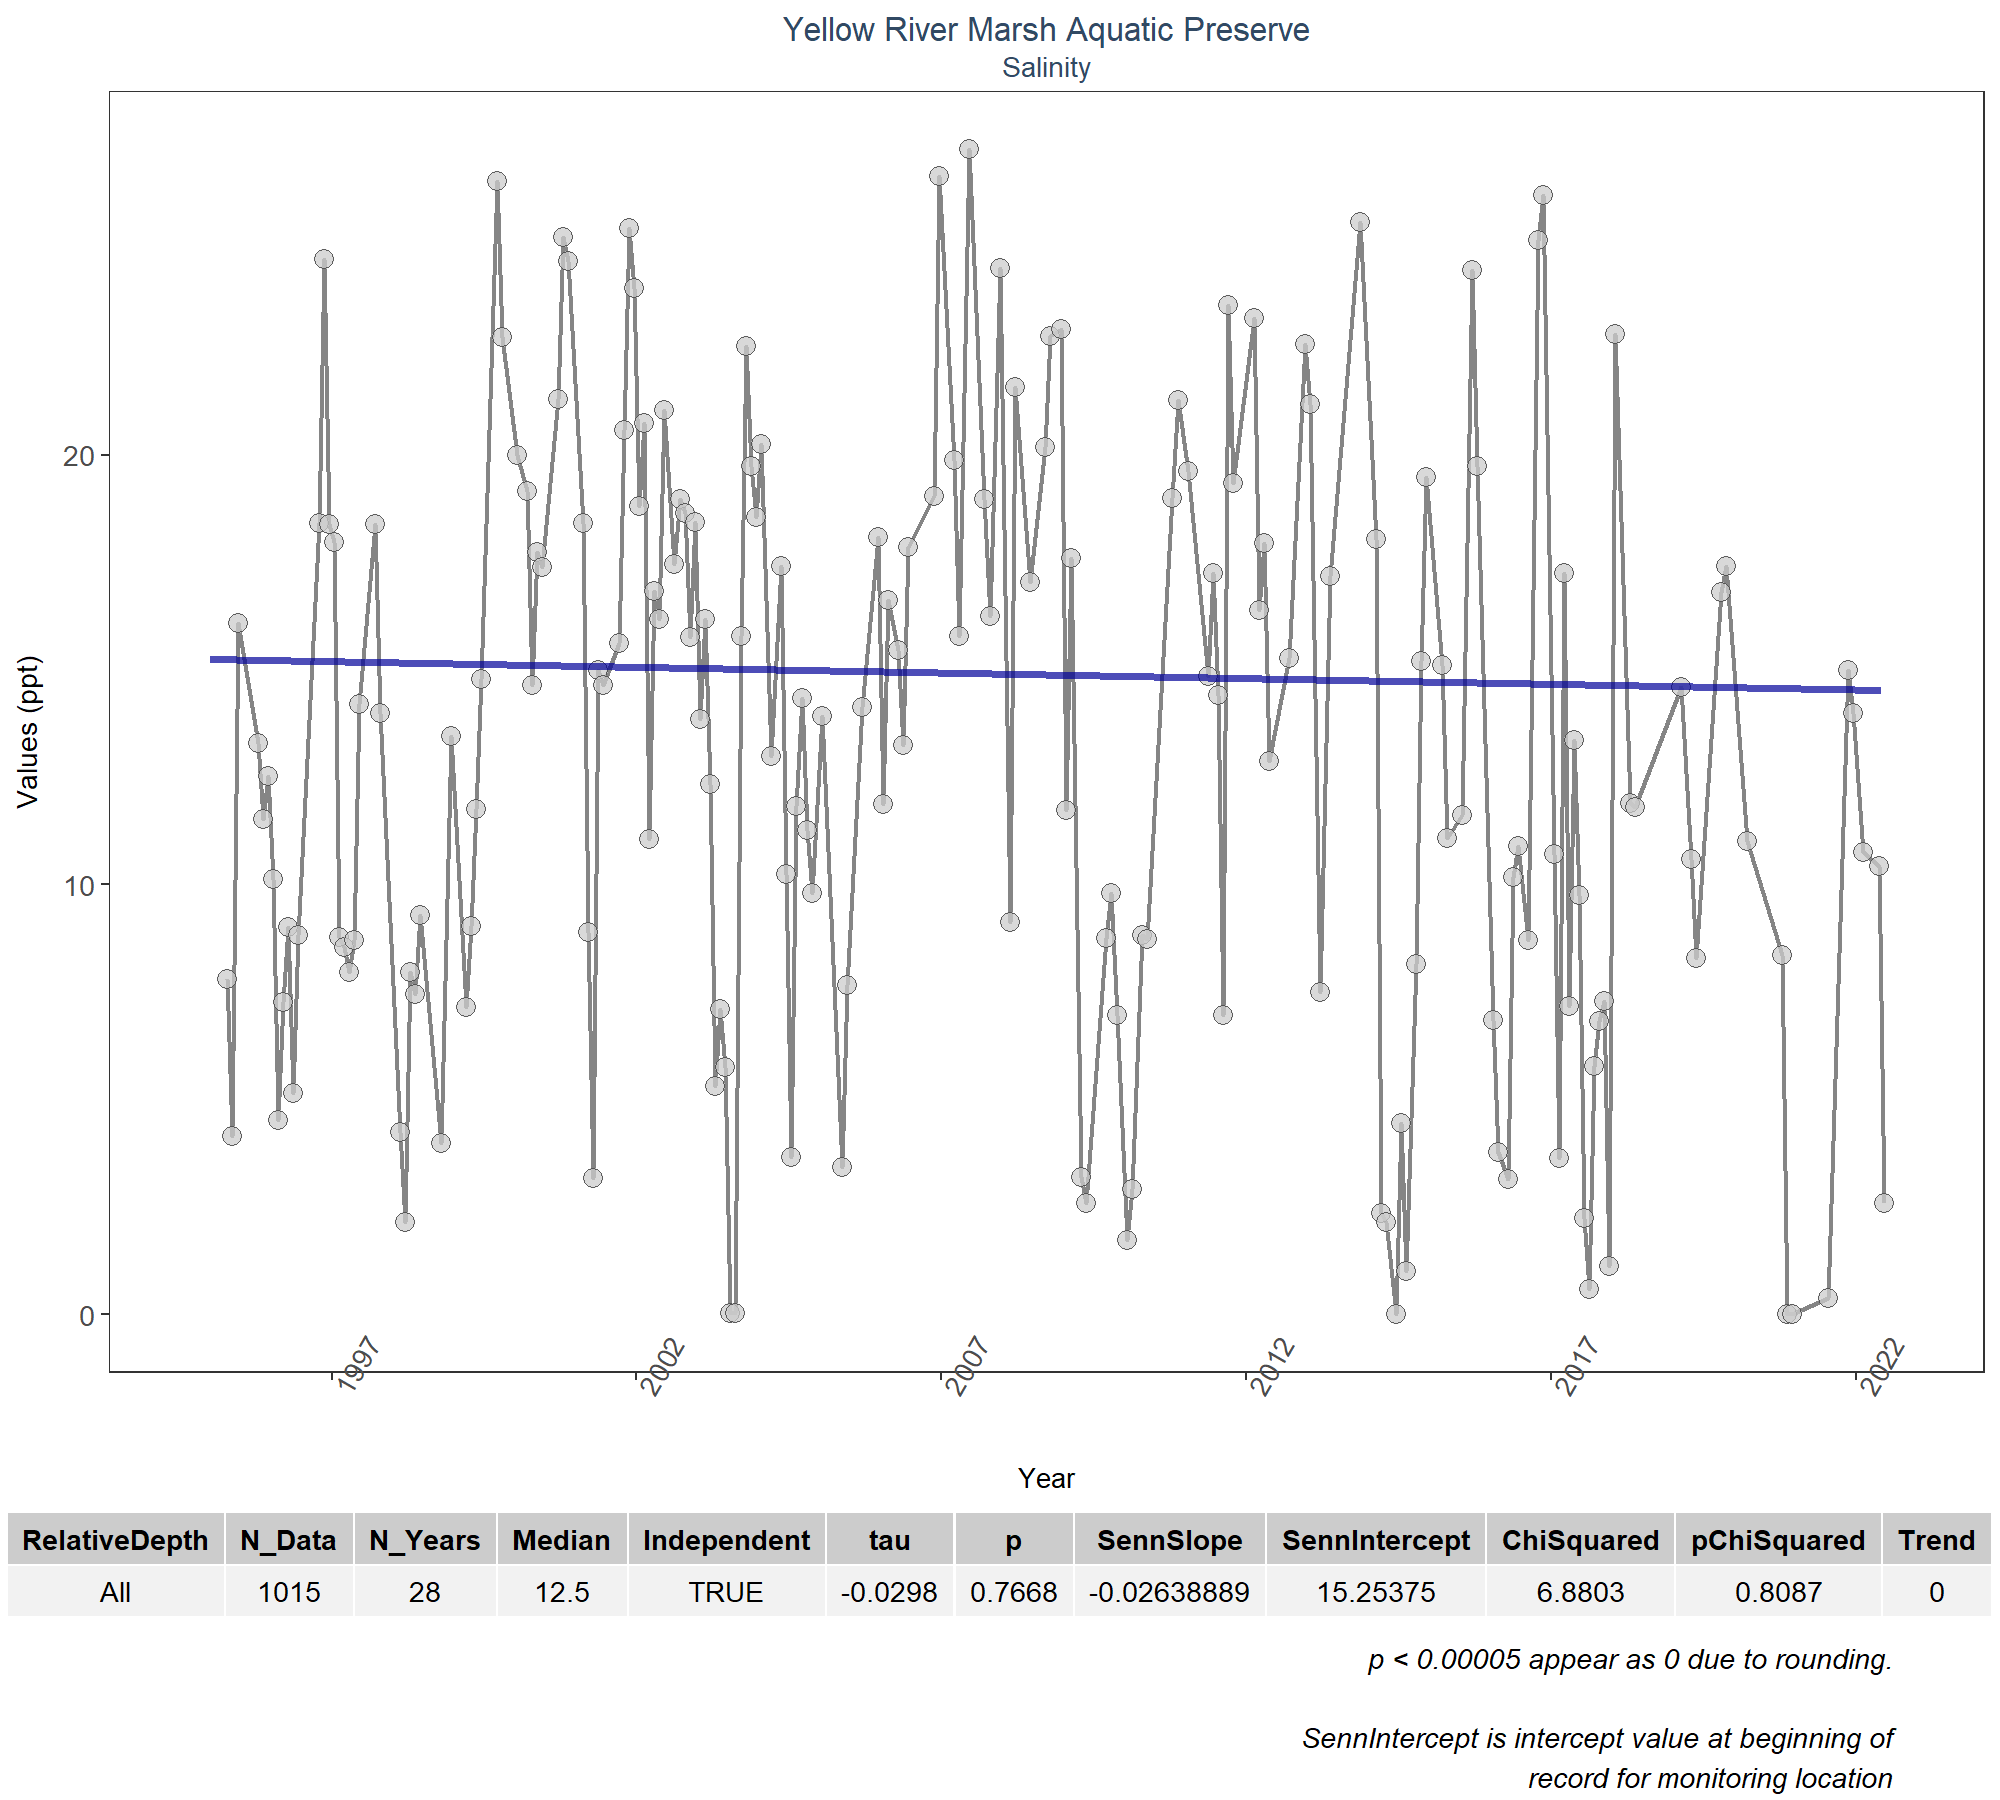 Yellow River Marsh Aquatic Preserve
Salinity
Values (ppt)
20
10
0
1997 2002 2007 2012 2017 2022
Year
RelativeDepth N_Data N_Years Median Independent tau p SennSlope SennIntercept ChiSquared pChiSquared Trend
All 1015 28 12.5 TRUE -0.0298 0.7668 -0.02638889 15.25375 6.8803 0.8087 0
p < 0.00005 appear as 0 due to rounding.
SennIntercept is intercept value at beginning of
record for monitoring location